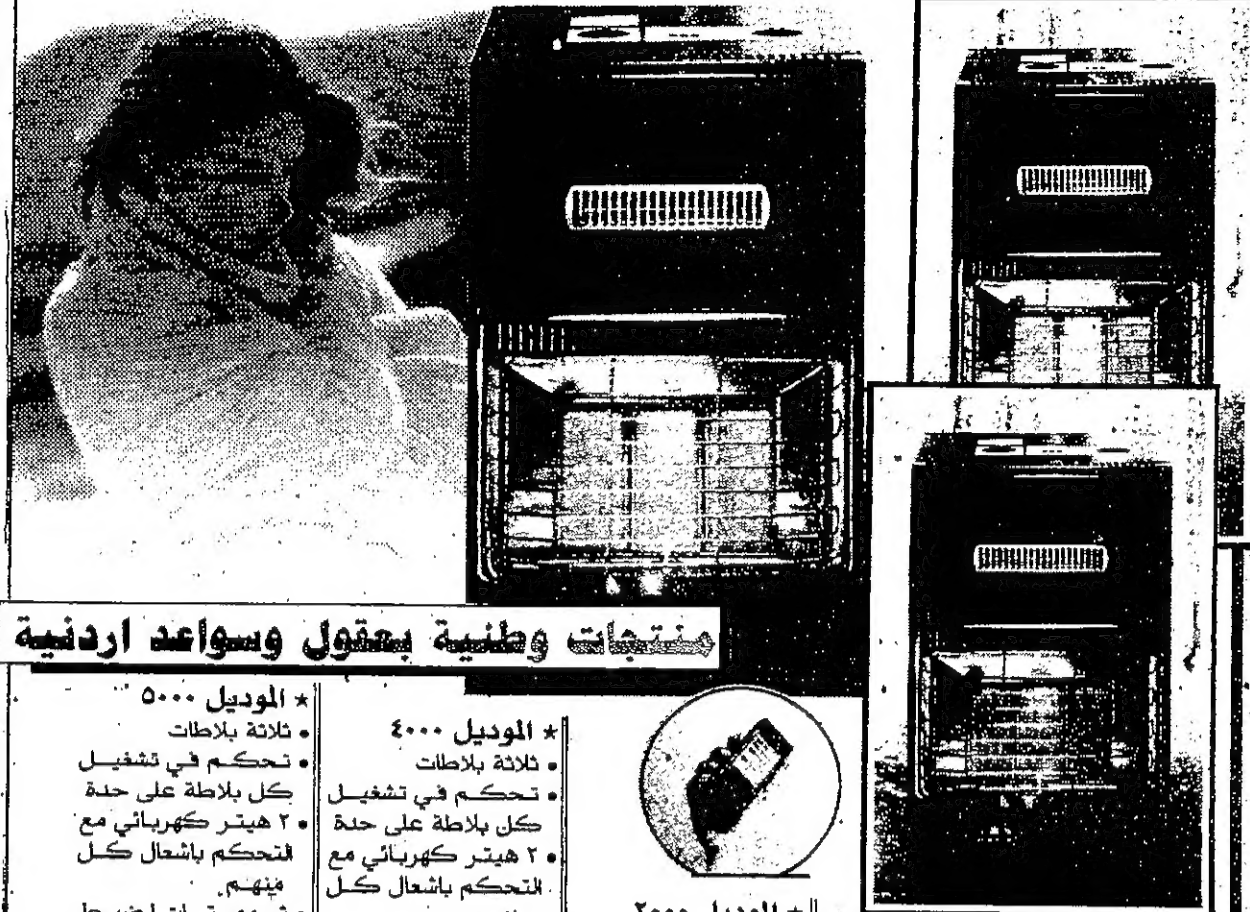 منتجات وطنية بعقول وسواعد اردنية
★ الموديل ٢٠٠٠
★ الموديل ٤٠٠٠
• ثلاثة بلاطات
• تحكم في تشغيل
كل بلاطة على حدة
• ٢ هيتر كهربائي مع
التحكم باشعال كل
★ الموديل ٥٠٠٠
• ثلاثة بلاطات
• تحكم في تشغيل
كل بلاطة على حدة
• ٢ هيتر كهربائي مع
التحكم باشعال كل
منهم.